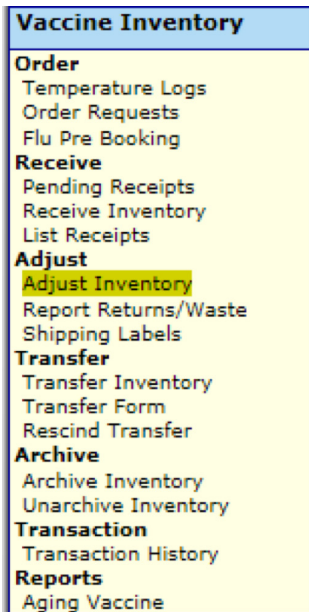 Vaccine Inventory
Order
Temperature Logs
Order Requests
Flu Pre Booking
Receive
Pending Receipts
Receive Inventory
List Receipts
Adjust
Adjust Inventory
Report Returns/Waste
Shipping Labels
Transfer
Transfer Inventory
Transfer Form
Rescind Transfer
Archive
Archive Inventory
Unarchive Inventory
Transaction
Transaction History
Reports
Aging Vaccine